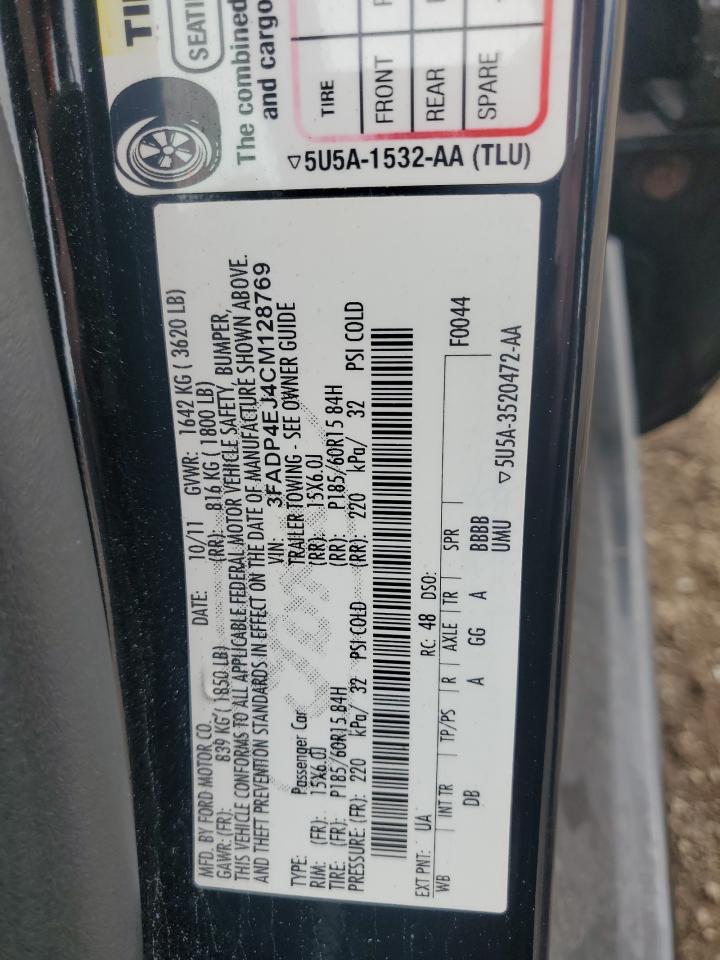 TI
SEATI
The combined
and cargo
TIRE
FRONT
REAR
SPARE
▽5U5A-1532-AA (TLU)
MFD. BY FORD MOTOR CO. DATE: 10/11 GVWR: 1642 KG ( 3620 LB)
GAWR: (FR): 839 KG ( 1850 LB) (RR): 816 KG ( 1800 LB)
THIS VEHICLE CONFORMS TO ALL APPLICABLE FEDERAL MOTOR VEHICLE SAFETY, BUMPER,
AND THEFT PREVENTION STANDARDS IN EFFECT ON THE DATE OF MANUFACTURE SHOWN ABOVE.
VIN: 3FADP4EJ4CM128769
TYPE: Passenger Car TRAILER TOWING - SEE OWNER GUIDE
RIM: (FR): 15X6.0J (RR): 15X6.0J
TIRE: (FR): P185/60R15 84H (RR): P185/60R15 84H
PRESSURE: (FR): 220 kPa/ 32 PSI COLD (RR): 220 kPa/ 32 PSI COLD
EXT PNT: UA RC: 48 DSO: F0044
WB INT TR TP/PS R AXLE TR SPR
DB A GG A BBBB
UMU
▽5U5A-3520472-AA